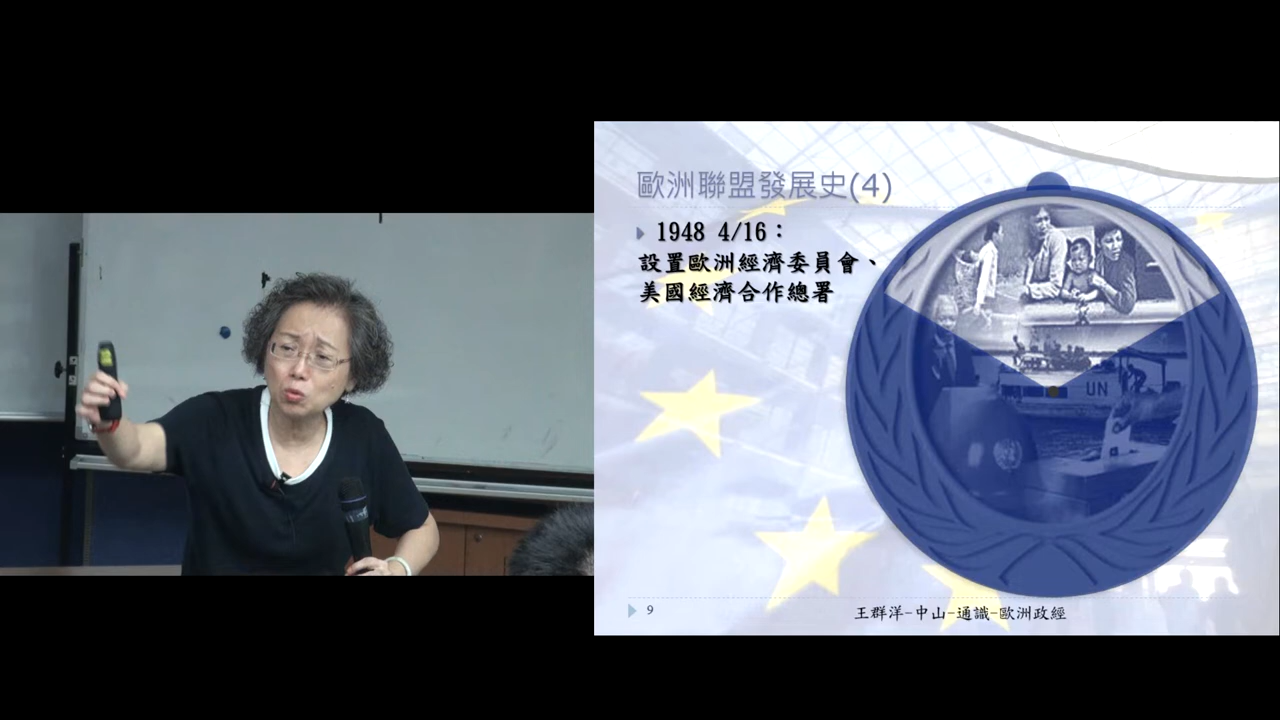 歐洲聯盟發展史(4)
1948 4/16：
設置歐洲經濟委員會、
美國經濟合作總署
UN
9
王群洋-中山-通識-歐洲政經